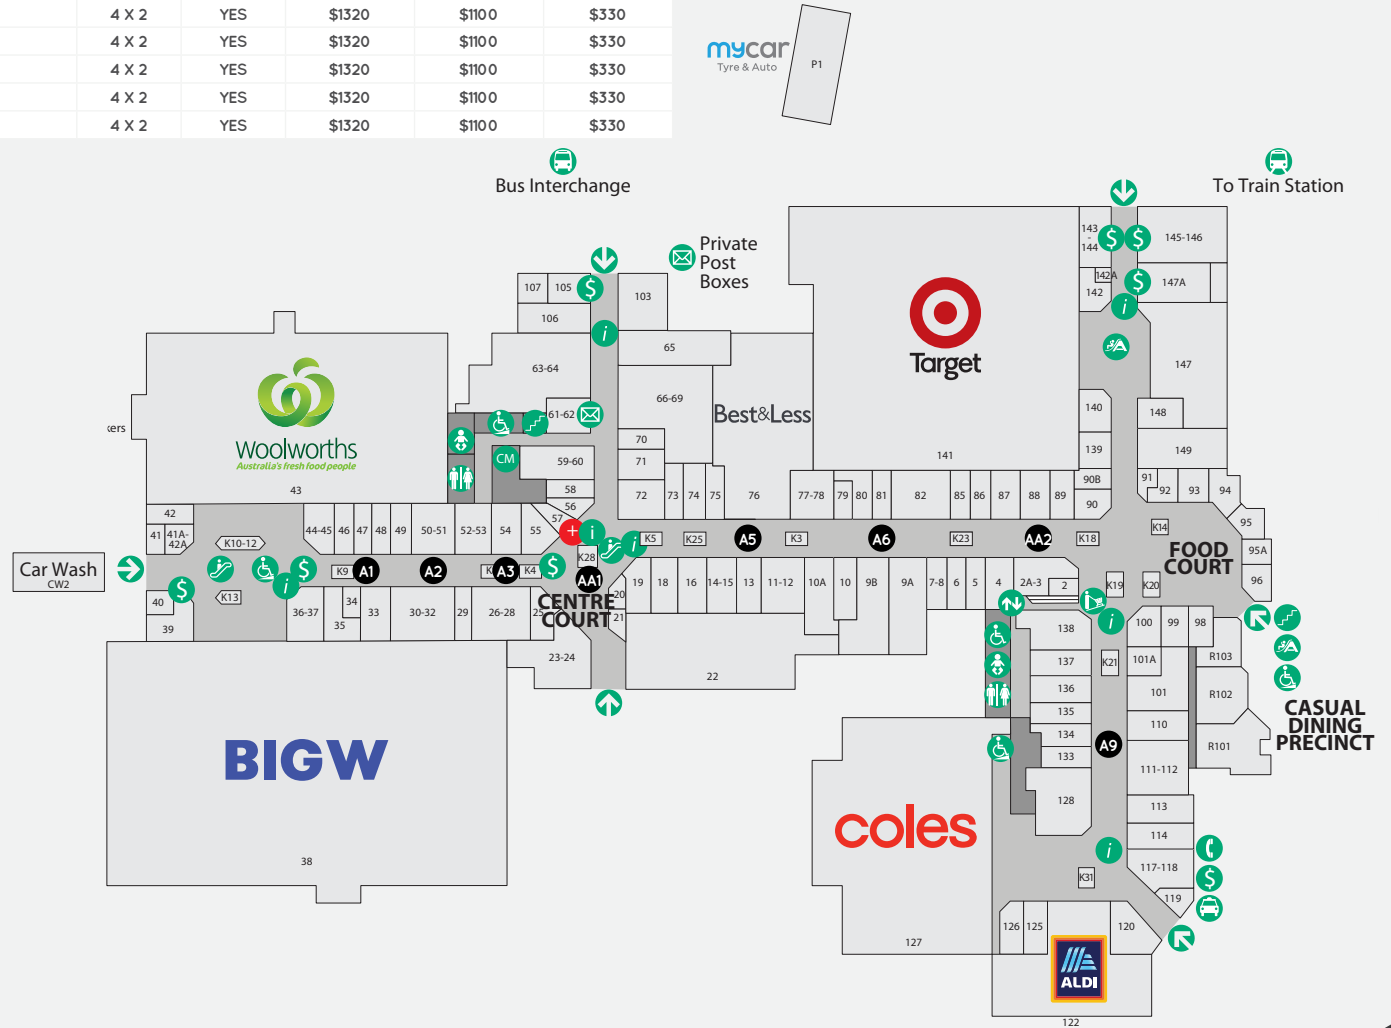 4 X 2 YES $1320 $1100 $330
4 X 2 YES $1320 $1100 $330
4 X 2 YES $1320 $1100 $330
4 X 2 YES $1320 $1100 $330
4 X 2 YES $1320 $1100 $330
mycar
Tyre & Auto
P1
Bus Interchange
To Train Station
Private
Post
Boxes
143
-
144
$ $
145-146
142A
142
$
147A
i
107 105 $
103
106
i
65
63-64
66-69
61-62
Best&Less
Target
141
147
140
148
139
149
Woolworths
Australia's fresh food people
43
kers
CM
59-60
58
56
57
70
71
72 73 74 75 76 77-78 79 80 81 82 85 86 87 88 89
90B
90
91 92 93 94
95
95A
96
42
41 41A-
42A
K10-12
44-45 46 47 48 49 50-51 52-53 54 55
+ i
i K5 K25 A5 K3 A6 K23 AA2 K18 K14
FOOD
COURT
K28
Car Wash
CW2
$ i
K9 A1 A2 A3 K4 $ AA1
K13
$
40
39
36-37 34 35 33 30-32 29 26-28 25
CENTRE
COURT
23-24
19 20 21 18 16 14-15 13 11-12 10A 10 9B 9A 7-8 6 5 4 2A-3 2
22
K19 K20
i
138
137
136
135
134
133
128
K21
A9
100 99 98
101A
101
110
111-112
113
114
117-118
119
R103
R102
R101
CASUAL
DINING
PRECINCT
BIGW
38
coles
127
i
K31
$
126 125 120
ALDI
122